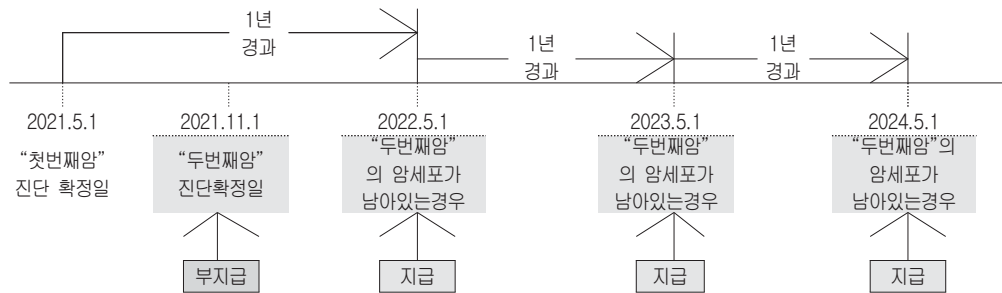 1년
경과
1년
경과
1년
경과
2021.5.1
“첫번째암”
진단 확정일
2021.11.1
“두번째암”
진단확정일
2022.5.1
“두번째암”
의 암세포가
남아있는경우
2023.5.1
“두번째암”
의 암세포가
남아있는경우
2024.5.1
“두번째암”의
암세포가
남아있는경우
부지급
지급
지급
지급